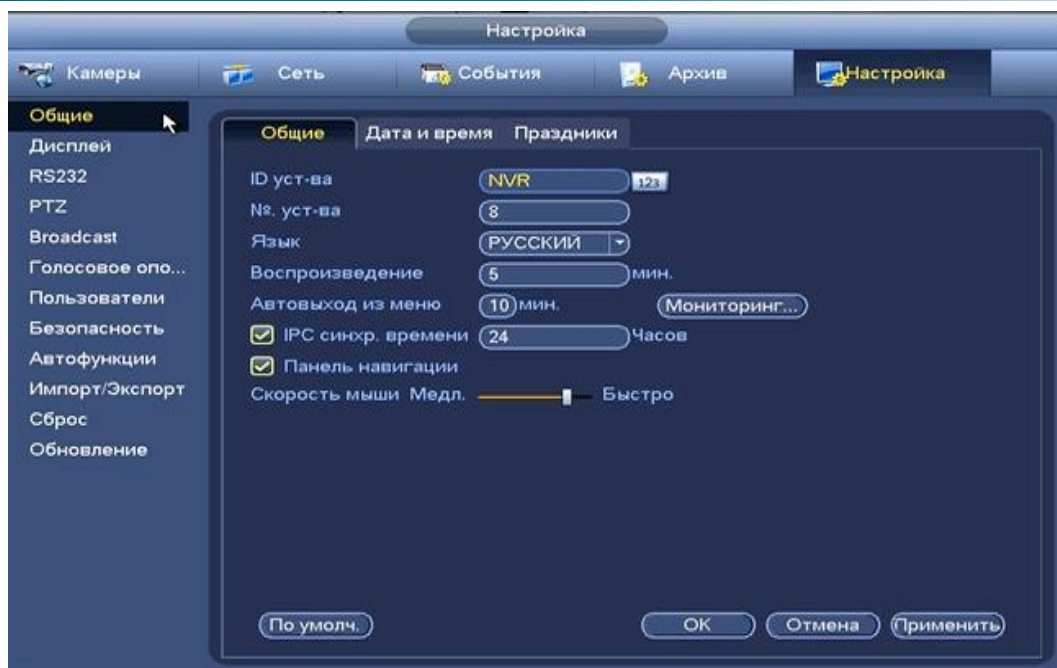 Настройка
Камеры Сеть События Архив Настройка
Общие
Дисплей
RS232
PTZ
Broadcast
Голосовое опо...
Пользователи
Безопасность
Автофункции
Импорт/Экспорт
Сброс
Обновление
Общие Дата и время Праздники
ID уст-ва NVR 123
№. уст-ва 8
Язык РУССКИЙ
Воспроизведение 5 мин.
Автовыход из меню 10 мин. Мониторинг...
IPC синхр. времени 24 Часов
Панель навигации
Скорость мыши Медл. Быстро
По умолч. OK Отмена Применить